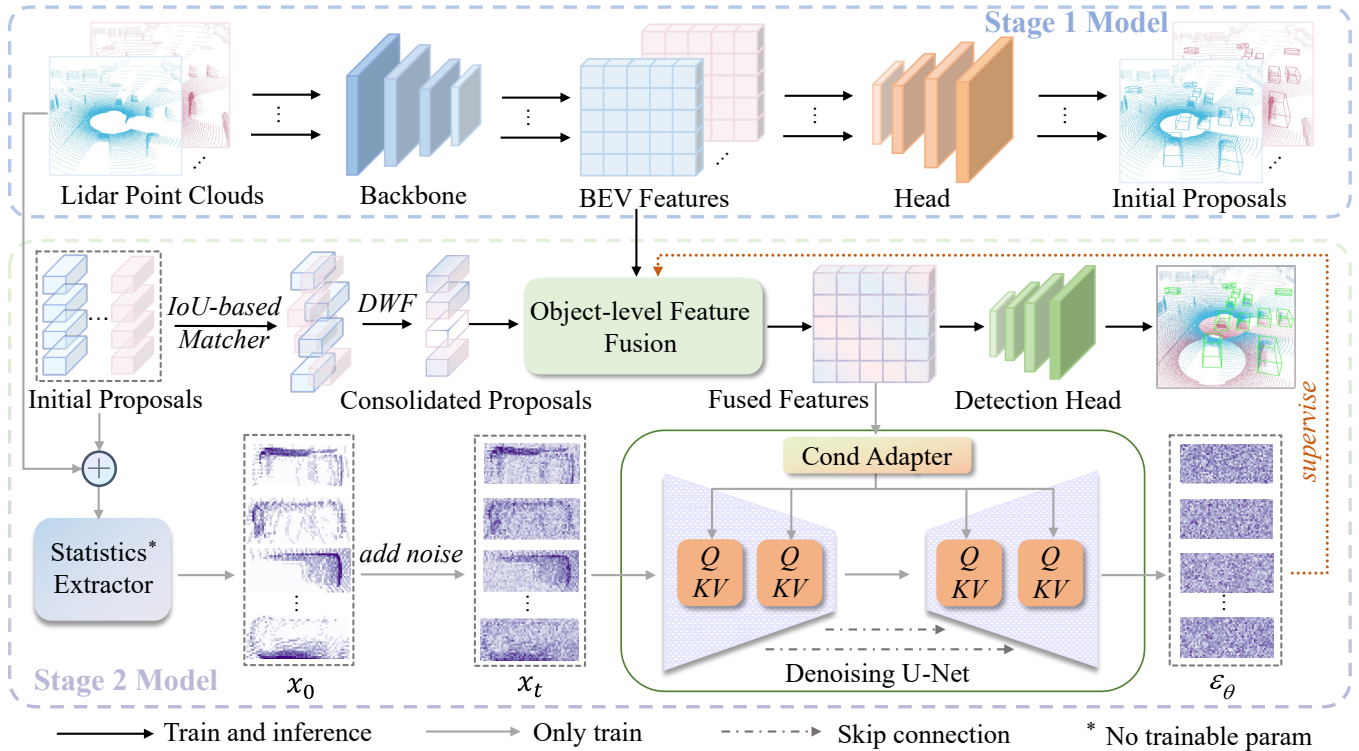 Stage 1 Model
...
Lidar Point Clouds
Backbone
...
BEV Features
Head
...
Initial Proposals
...
Initial Proposals
IoU-based
Matcher
DWF
Consolidated Proposals
Object-level Feature
Fusion
Fused Features
Detection Head
supervise
+
Statistics*
Extractor
...
x₀
add noise
...
xₜ
Cond Adapter
Q
KV
Q
KV
Q
KV
Q
KV
Denoising U-Net
...
ε_θ
Stage 2 Model
Train and inference
Only train
Skip connection
* No trainable param